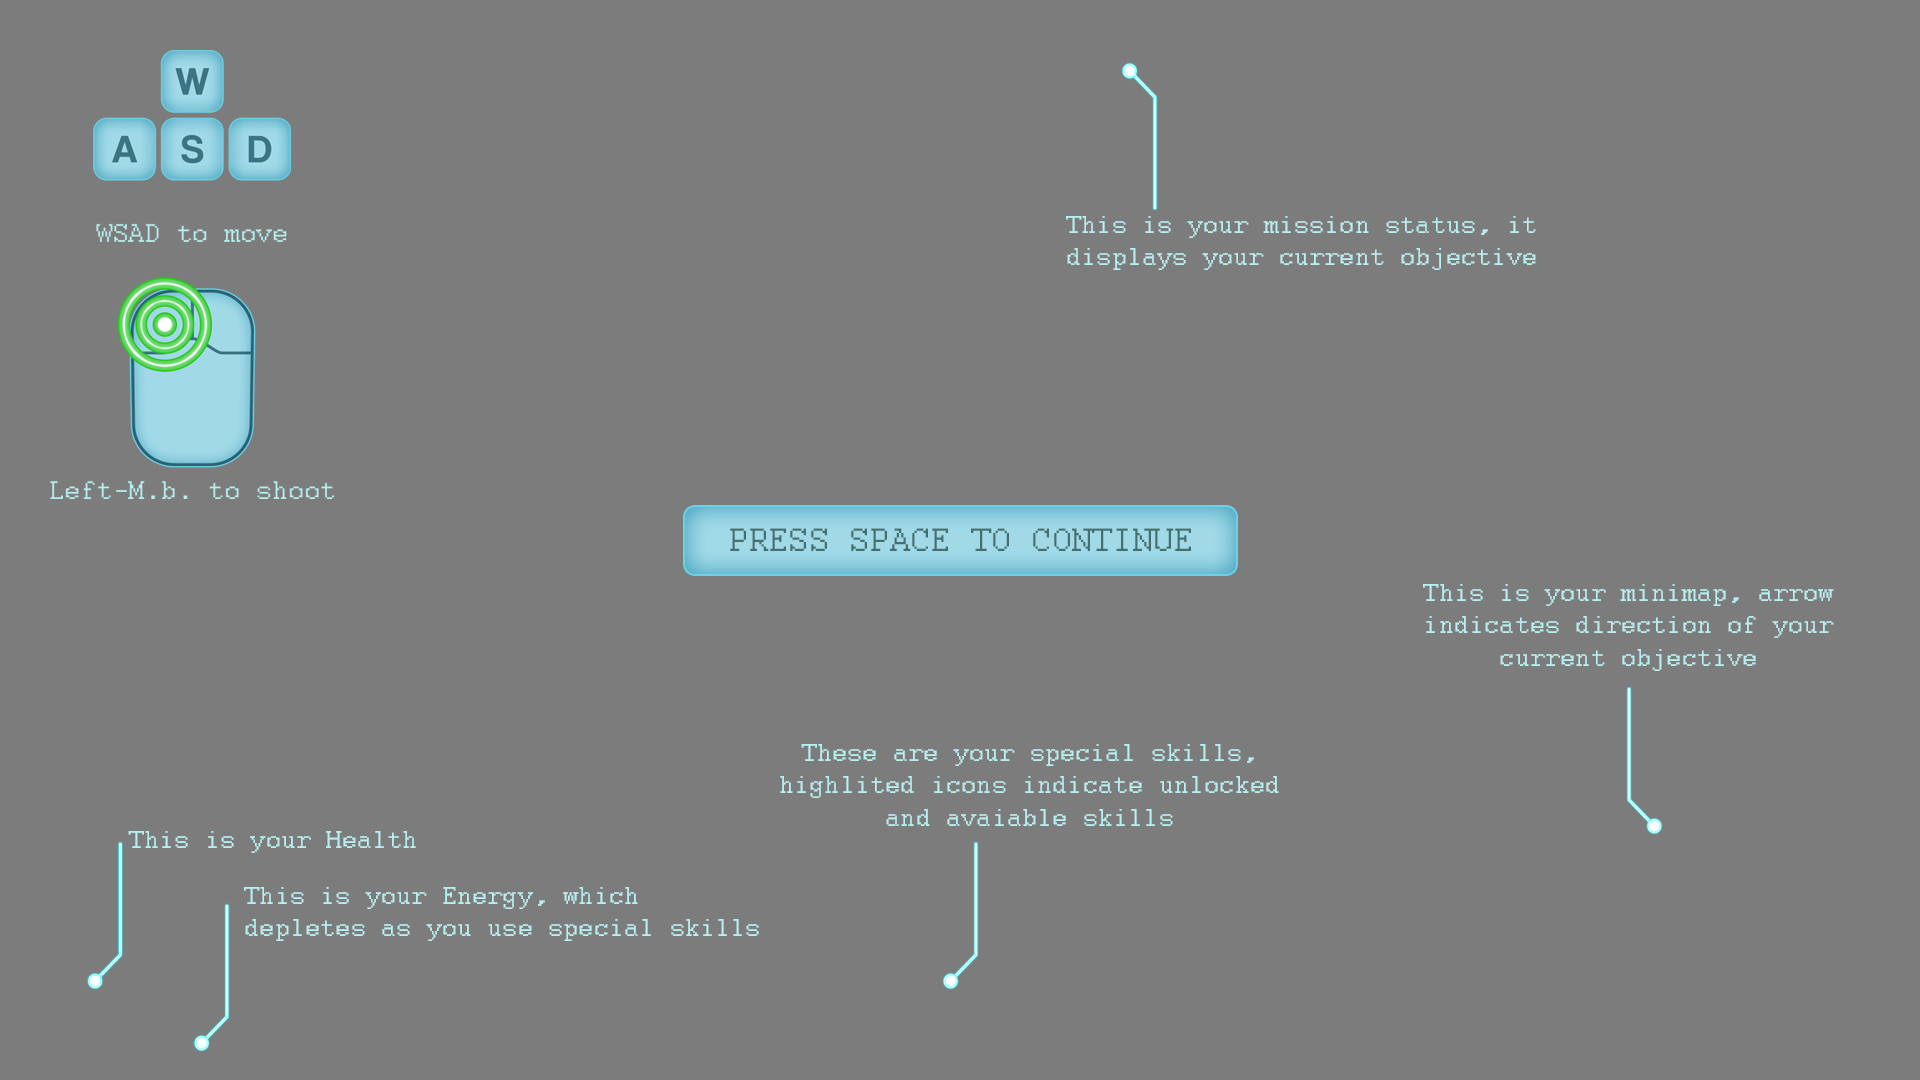 W
A S D
WSAD to move
Left-M.b. to shoot
This is your mission status, it
displays your current objective
PRESS SPACE TO CONTINUE
This is your minimap, arrow
indicates direction of your
current objective
These are your special skills,
highlited icons indicate unlocked
and avaiable skills
This is your Health
This is your Energy, which
depletes as you use special skills